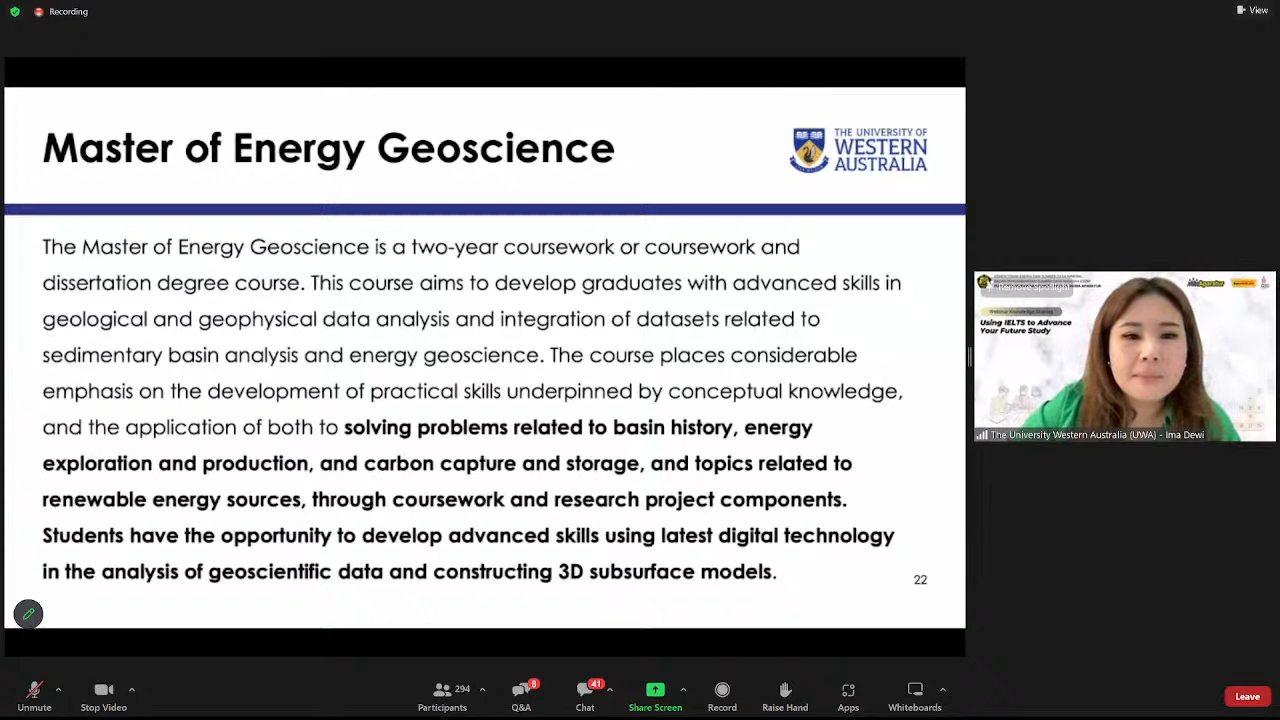 Recording
View
Master of Energy Geoscience
THE UNIVERSITY OF
WESTERN
AUSTRALIA
The Master of Energy Geoscience is a two-year coursework or coursework and
dissertation degree course. This course aims to develop graduates with advanced skills in
geological and geophysical data analysis and integration of datasets related to
sedimentary basin analysis and energy geoscience. The course places considerable
emphasis on the development of practical skills underpinned by conceptual knowledge,
and the application of both to solving problems related to basin history, energy
exploration and production, and carbon capture and storage, and topics related to
renewable energy sources, through coursework and research project components.
Students have the opportunity to develop advanced skills using latest digital technology
in the analysis of geoscientific data and constructing 3D subsurface models.
22
Webinar Knowledge Sharing
Using IELTS to Advance
Your Future Study
The University Western Australia (UWA) - Ima Dewi
Unmute
Stop Video
294
Participants
8
Q&A
41
Chat
Share Screen
Record
Raise Hand
Apps
Whiteboards
Leave